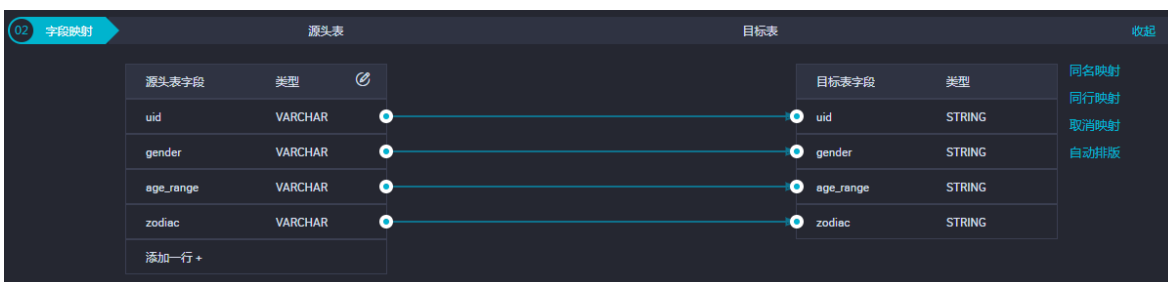 02 字段映射 源头表 目标表 收起
源头表字段 类型 目标表字段 类型 同名映射
同行映射
uid VARCHAR uid STRING
取消映射
gender VARCHAR gender STRING 自动排版
age_range VARCHAR age_range STRING
zodiac VARCHAR zodiac STRING
添加一行 +